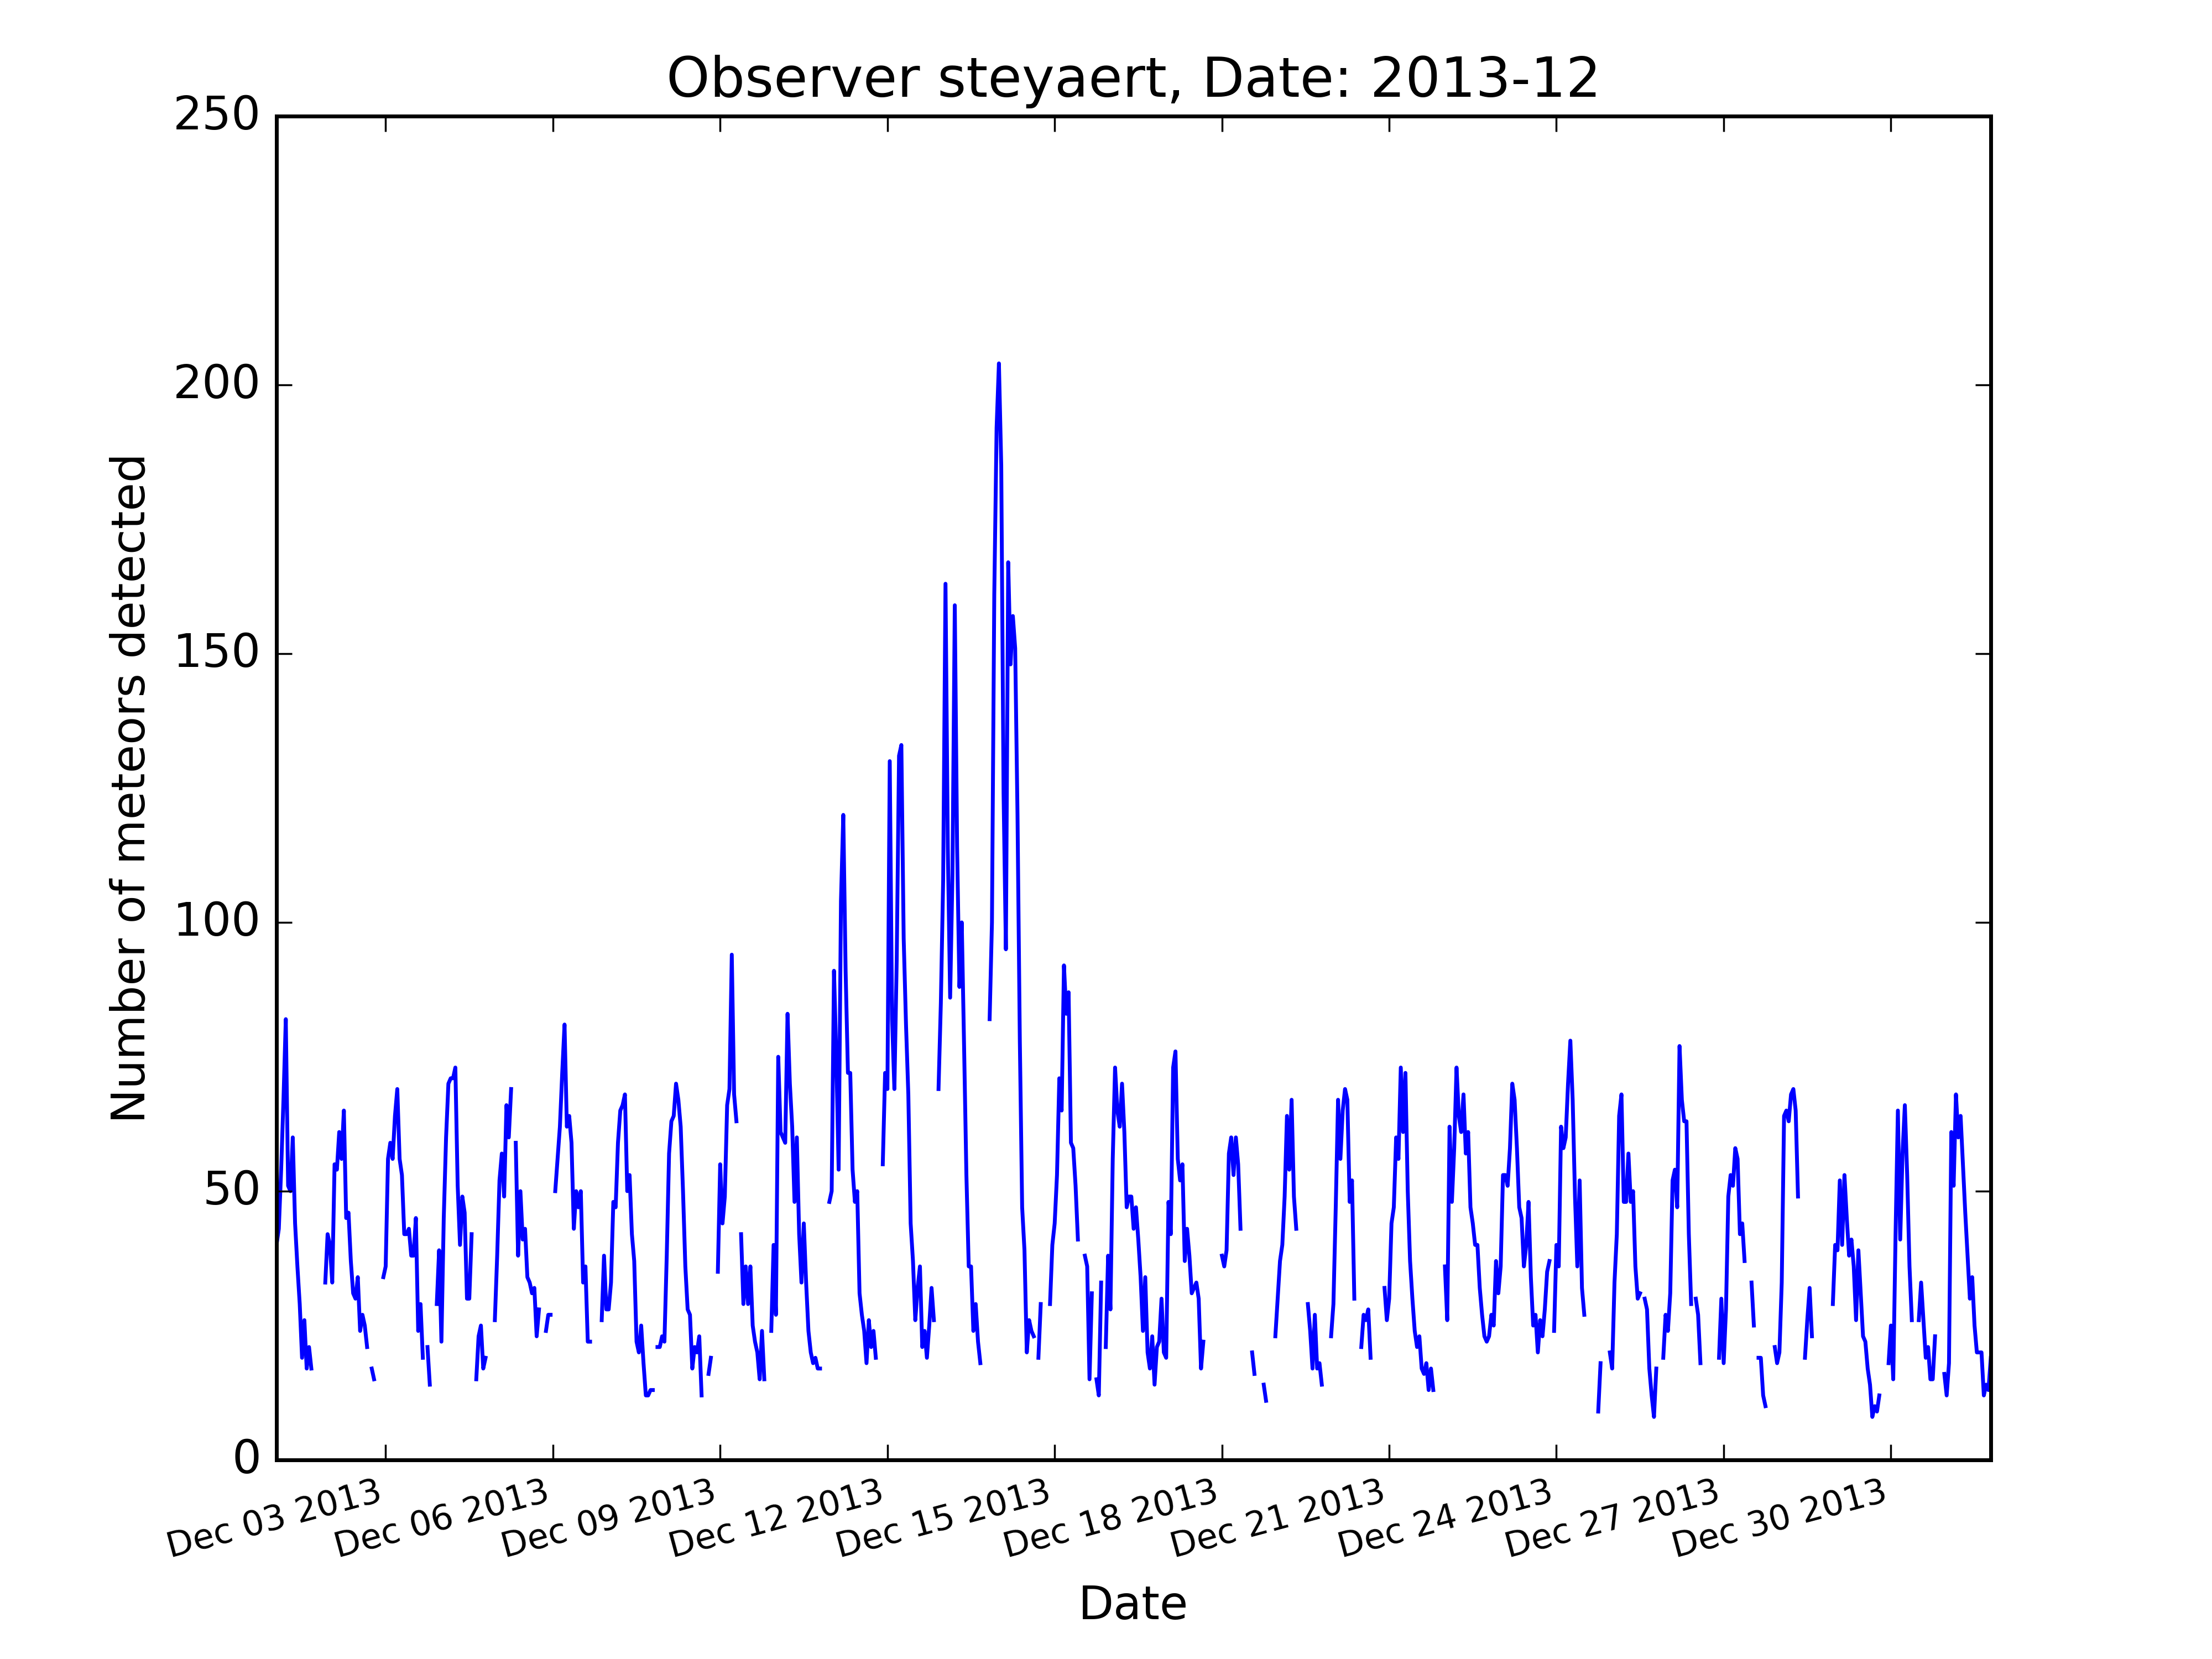 Observer steyaert, Date: 2013-12
250
200
150
100
50
0
Number of meteors detected
Dec 03 2013
Dec 06 2013
Dec 09 2013
Dec 12 2013
Dec 15 2013
Dec 18 2013
Dec 21 2013
Dec 24 2013
Dec 27 2013
Dec 30 2013
Date